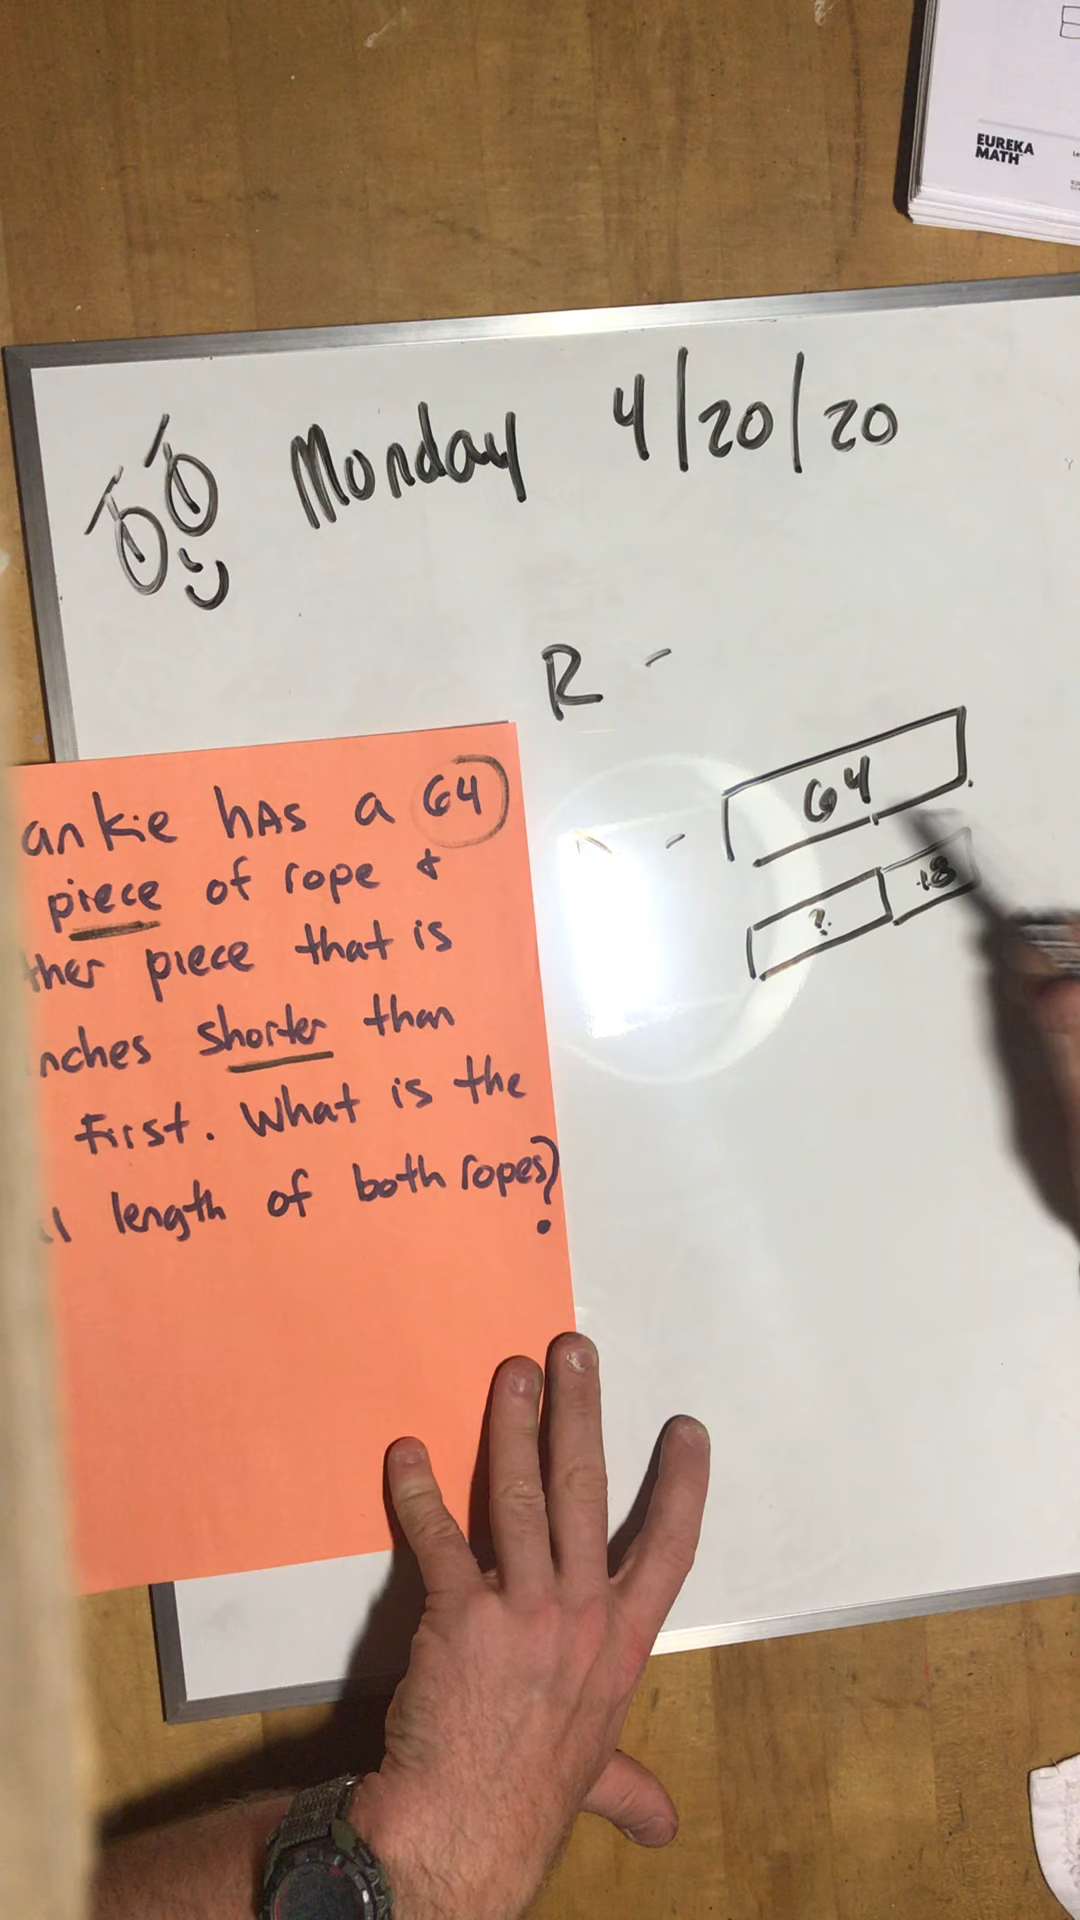 EUREKA
MATH
Monday 4/20/20
R -
64
? +8
ankie hAs a 64
piece of rope &
ther piece that is
nches shorter than
first. What is the
length of both ropes?